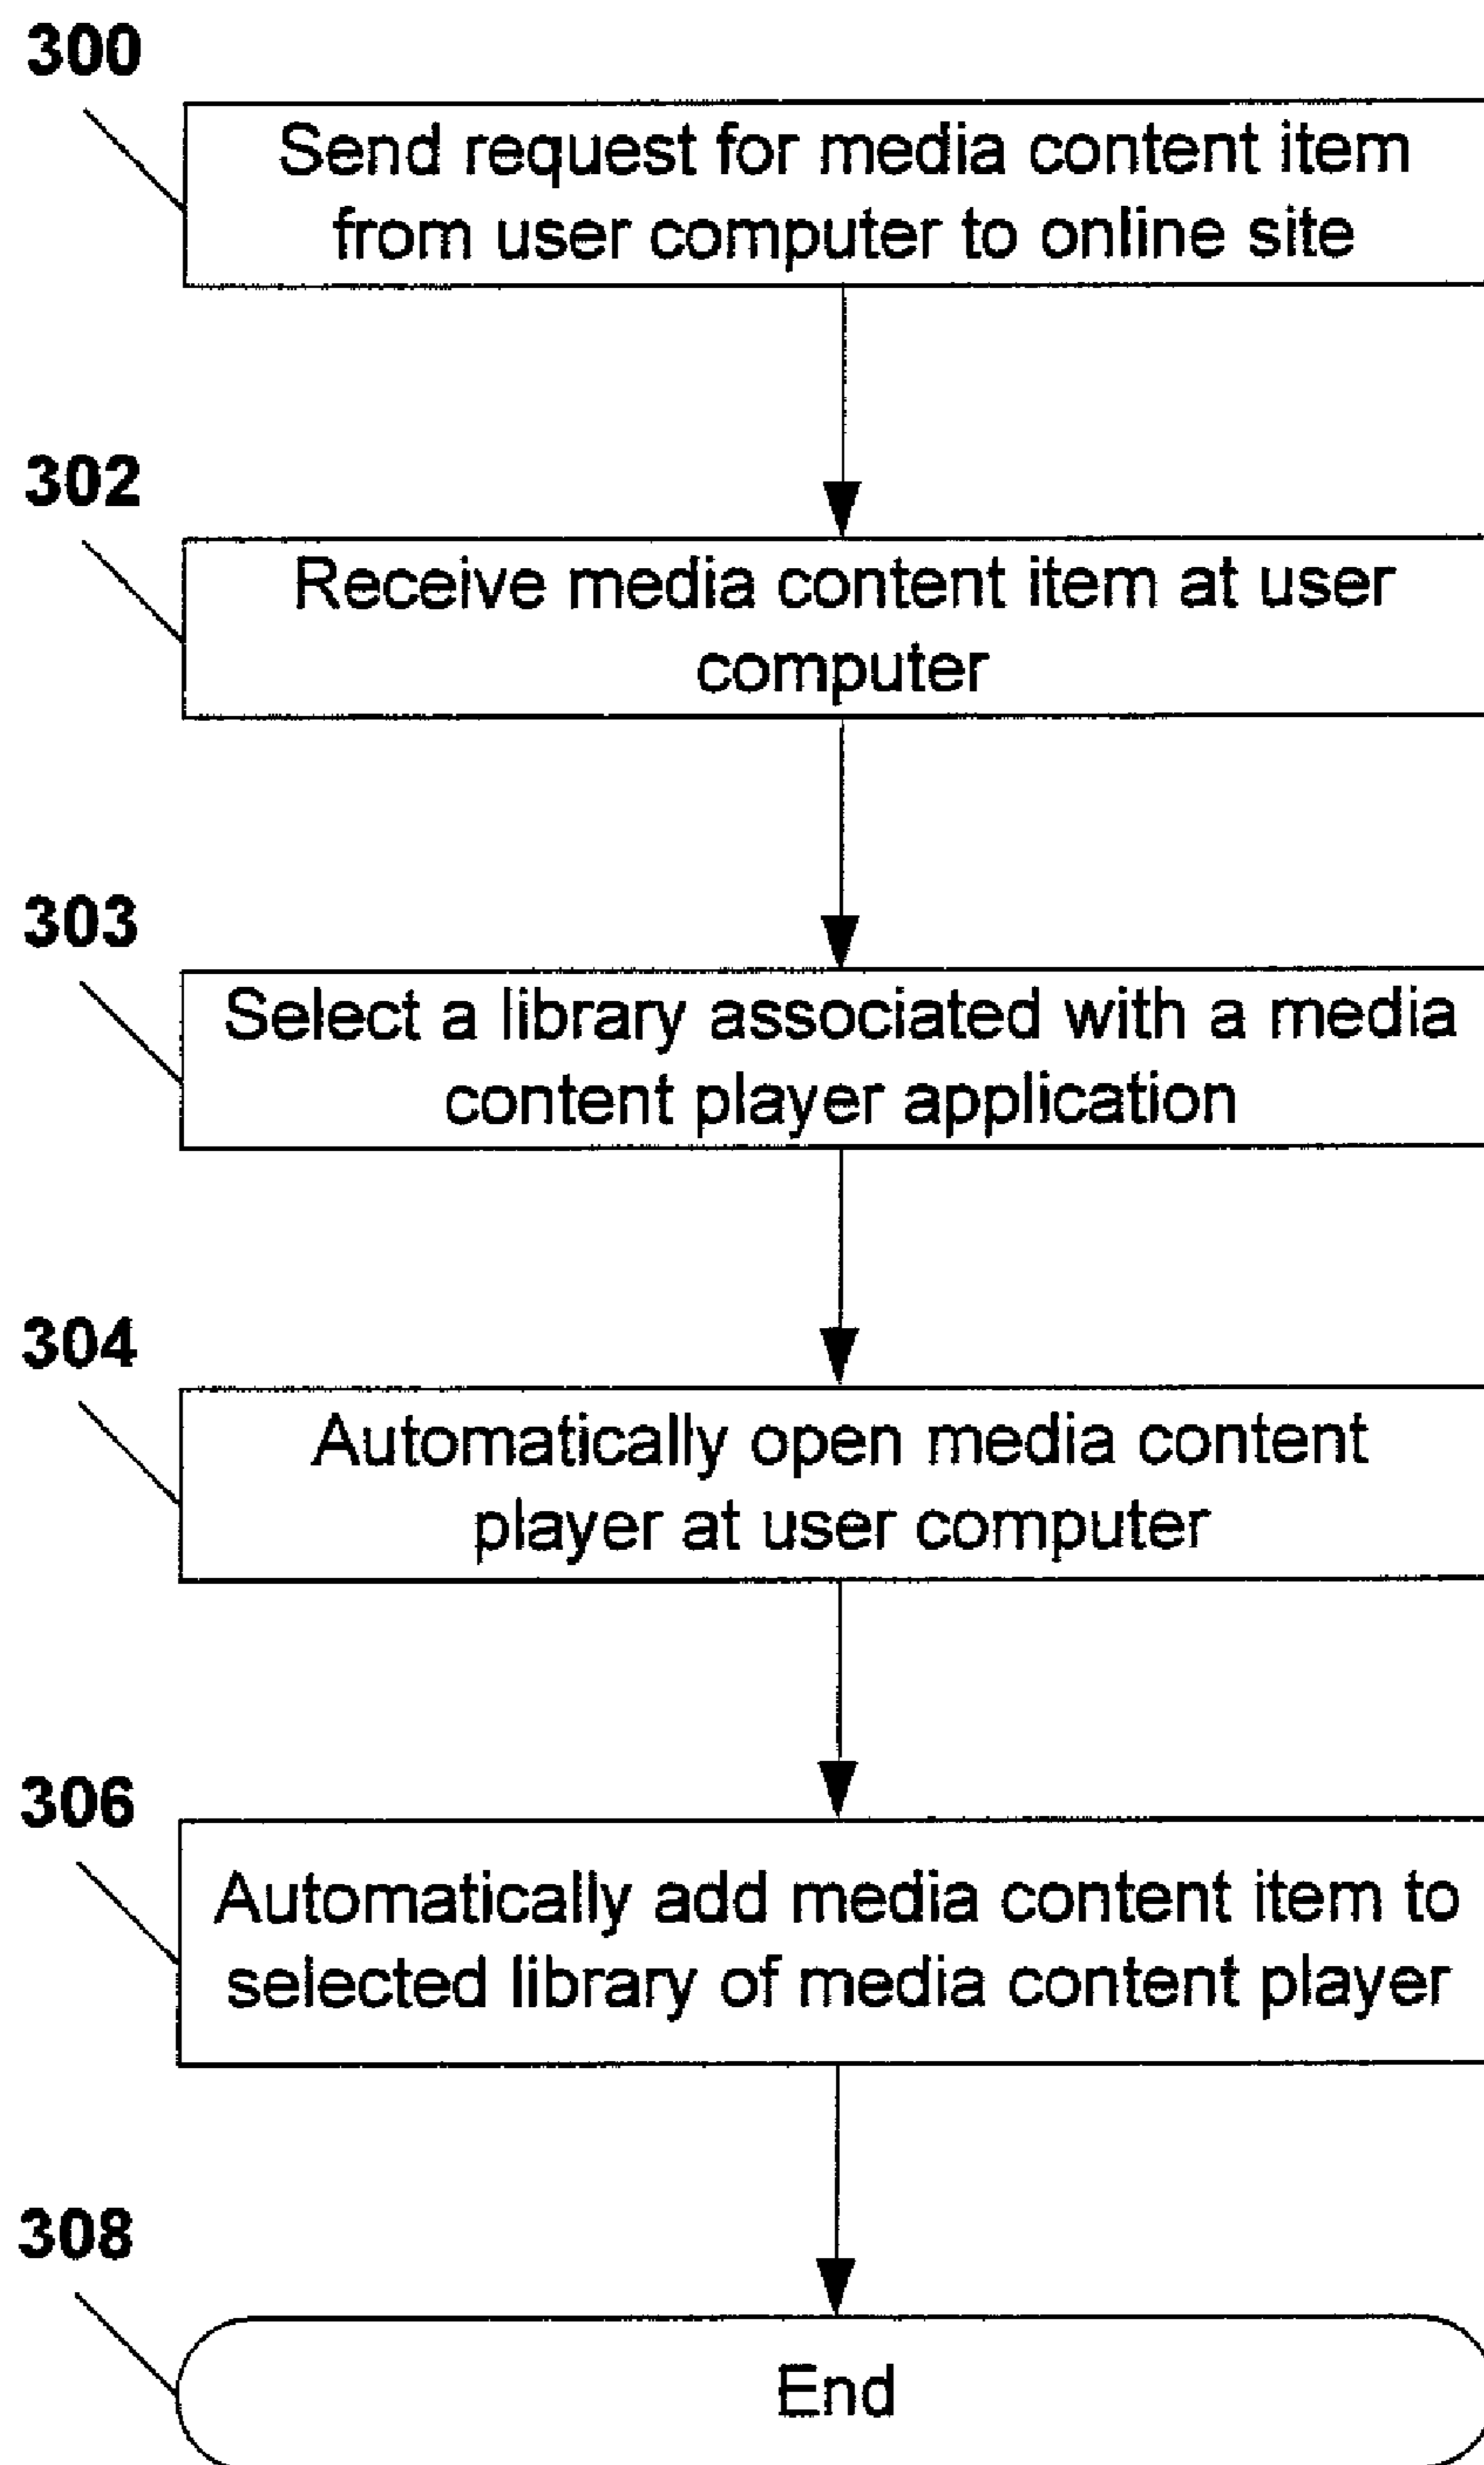 300
Send request for media content item
from user computer to online site
302
Receive media content item at user
computer
303
Select a library associated with a media
content player application
304
Automatically open media content
player at user computer
306
Automatically add media content item to
selected library of media content player
308
End